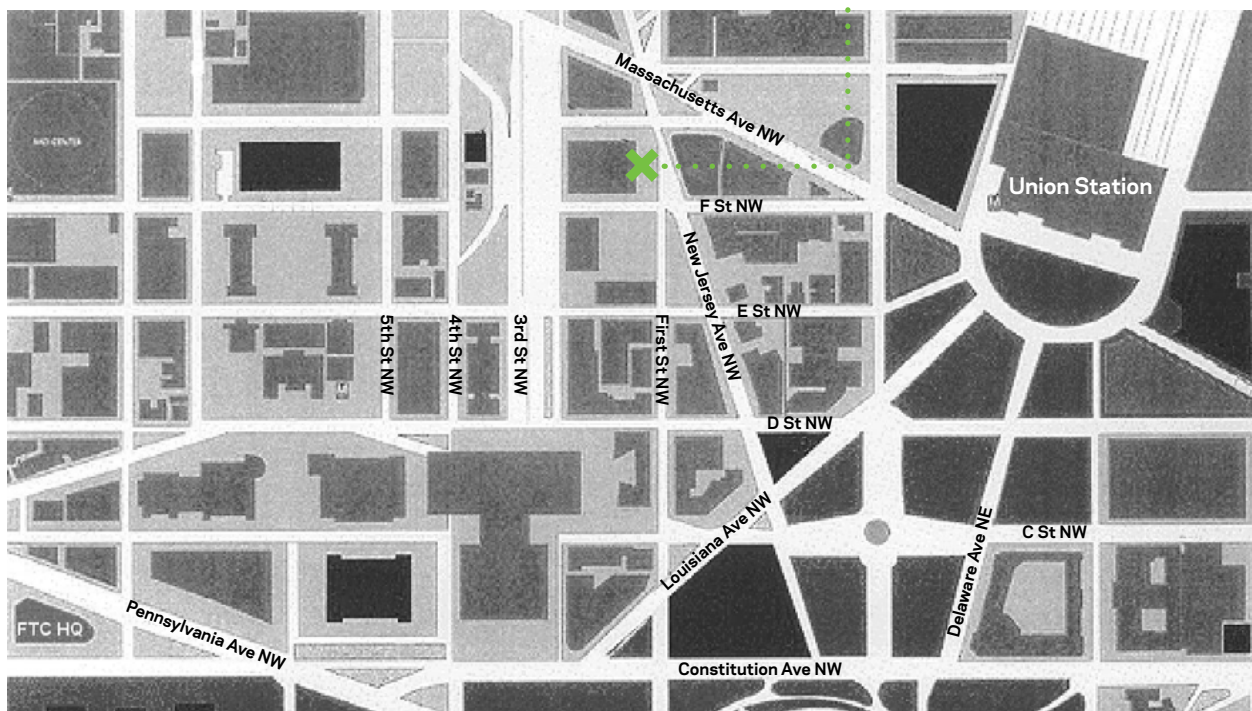 Massachusetts Ave NW
MCI CENTER
Union Station
M
F St NW
New Jersey Ave NW
E St NW
5th St NW
4th St NW
3rd St NW
First St NW
M
D St NW
Louisiana Ave NW
C St NW
Delaware Ave NE
Pennsylvania Ave NW
FTC HQ
Constitution Ave NW